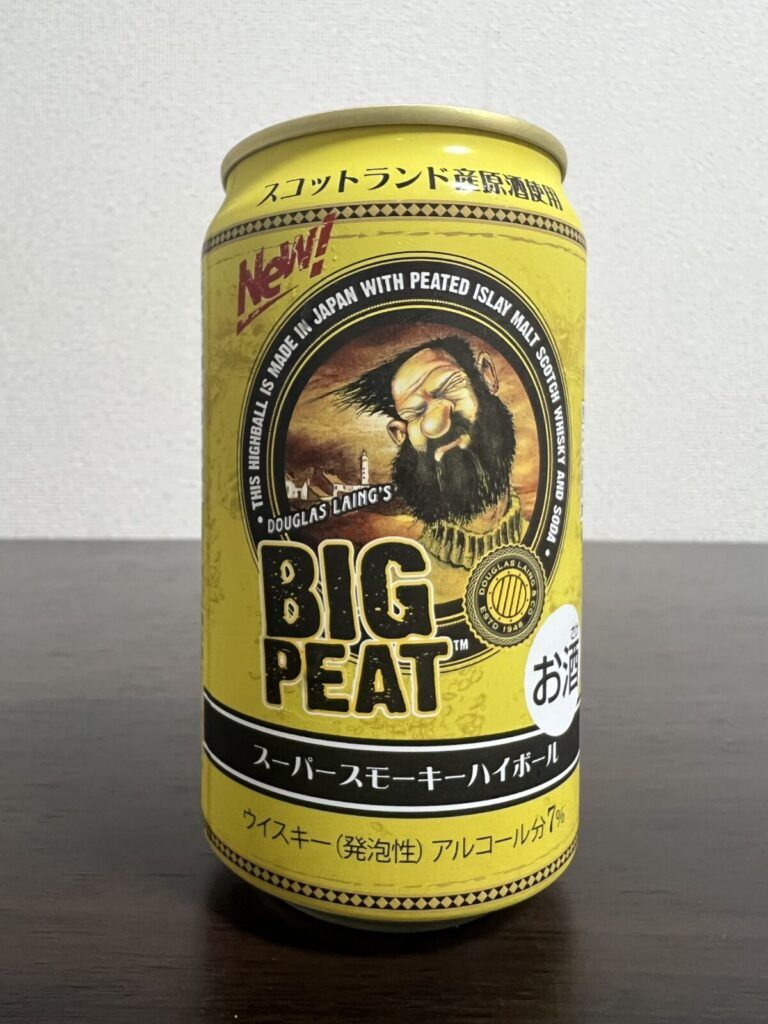 スコットランド産原酒使用
New!
• THIS HIGHBALL IS MADE IN JAPAN WITH PEATED ISLAY MALT SCOTCH WHISKY AND SODA •
DOUGLAS LAING'S
BIG
PEAT™
DOUGLAS LAING & CO
ESTD 1948
さけ
お酒
スーパースモーキーハイボール
ウイスキー(発泡性) アルコール分7%